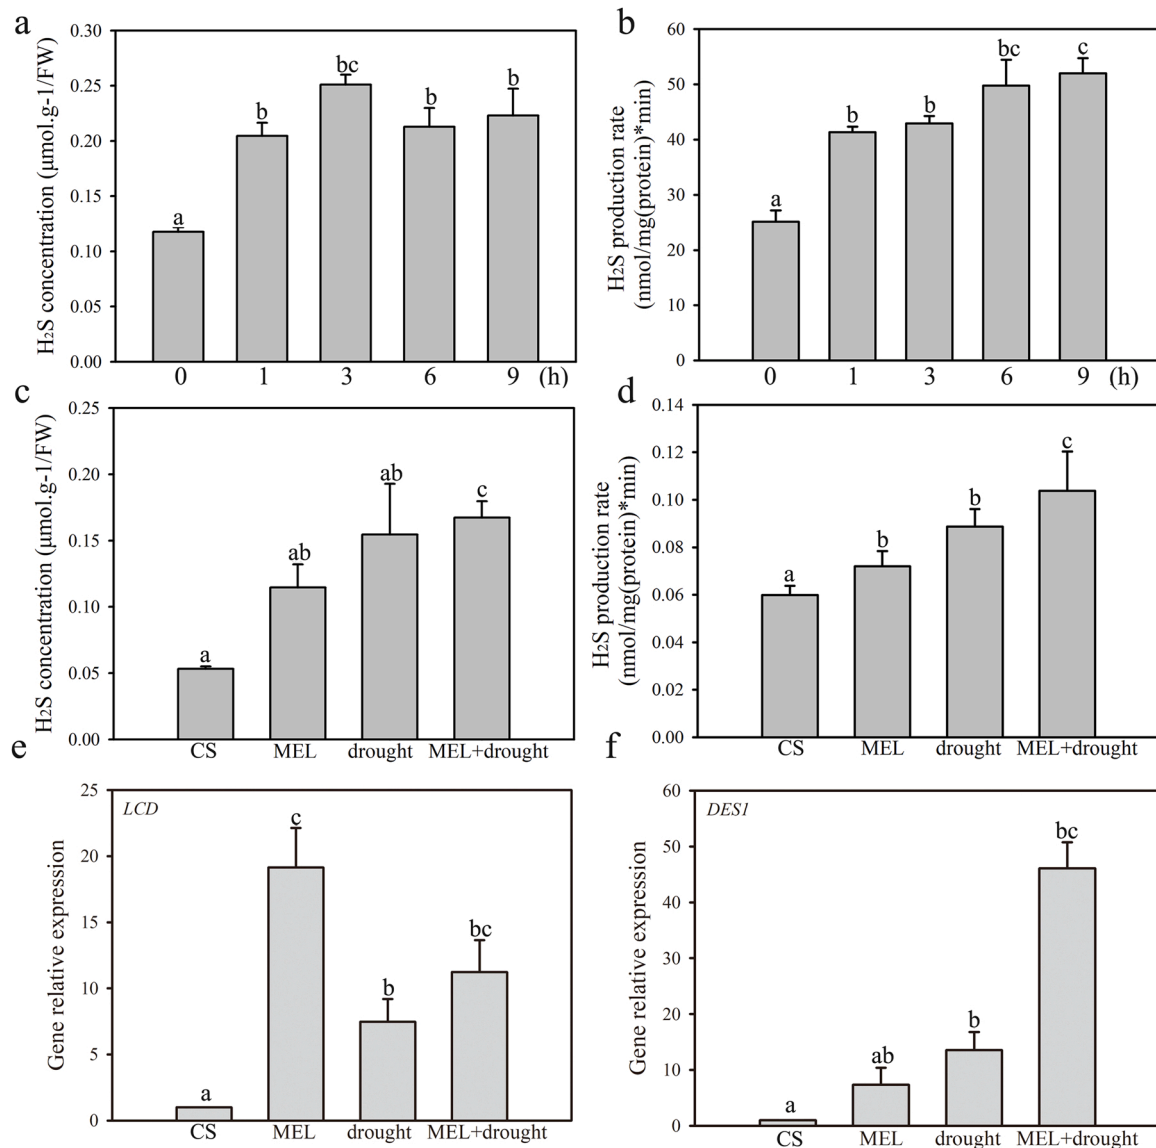 a
H₂S concentration (µmol.g-1/FW)
0.30
0.25
0.20
0.15
0.10
0.05
0.00
a
b
bc
b
b
0
1
3
6
9
(h)
b
H₂S production rate
(nmol/mg(protein)*min)
60
50
40
30
20
10
0
a
b
b
bc
c
0
1
3
6
9
(h)
c
H₂S concentration (µmol.g-1/FW)
0.25
0.20
0.15
0.10
0.05
0.00
a
ab
ab
c
CS
MEL
drought
MEL+drought
d
H₂S production rate
(nmol/mg(protein)*min)
0.14
0.12
0.10
0.08
0.06
0.04
0.02
0.00
a
b
b
c
CS
MEL
drought
MEL+drought
e
Gene relative expression
25
20
15
10
5
0
LCD
a
c
b
bc
CS
MEL
drought
MEL+drought
f
Gene relative expression
60
50
40
30
20
10
0
DES1
a
ab
b
bc
CS
MEL
drought
MEL+drought